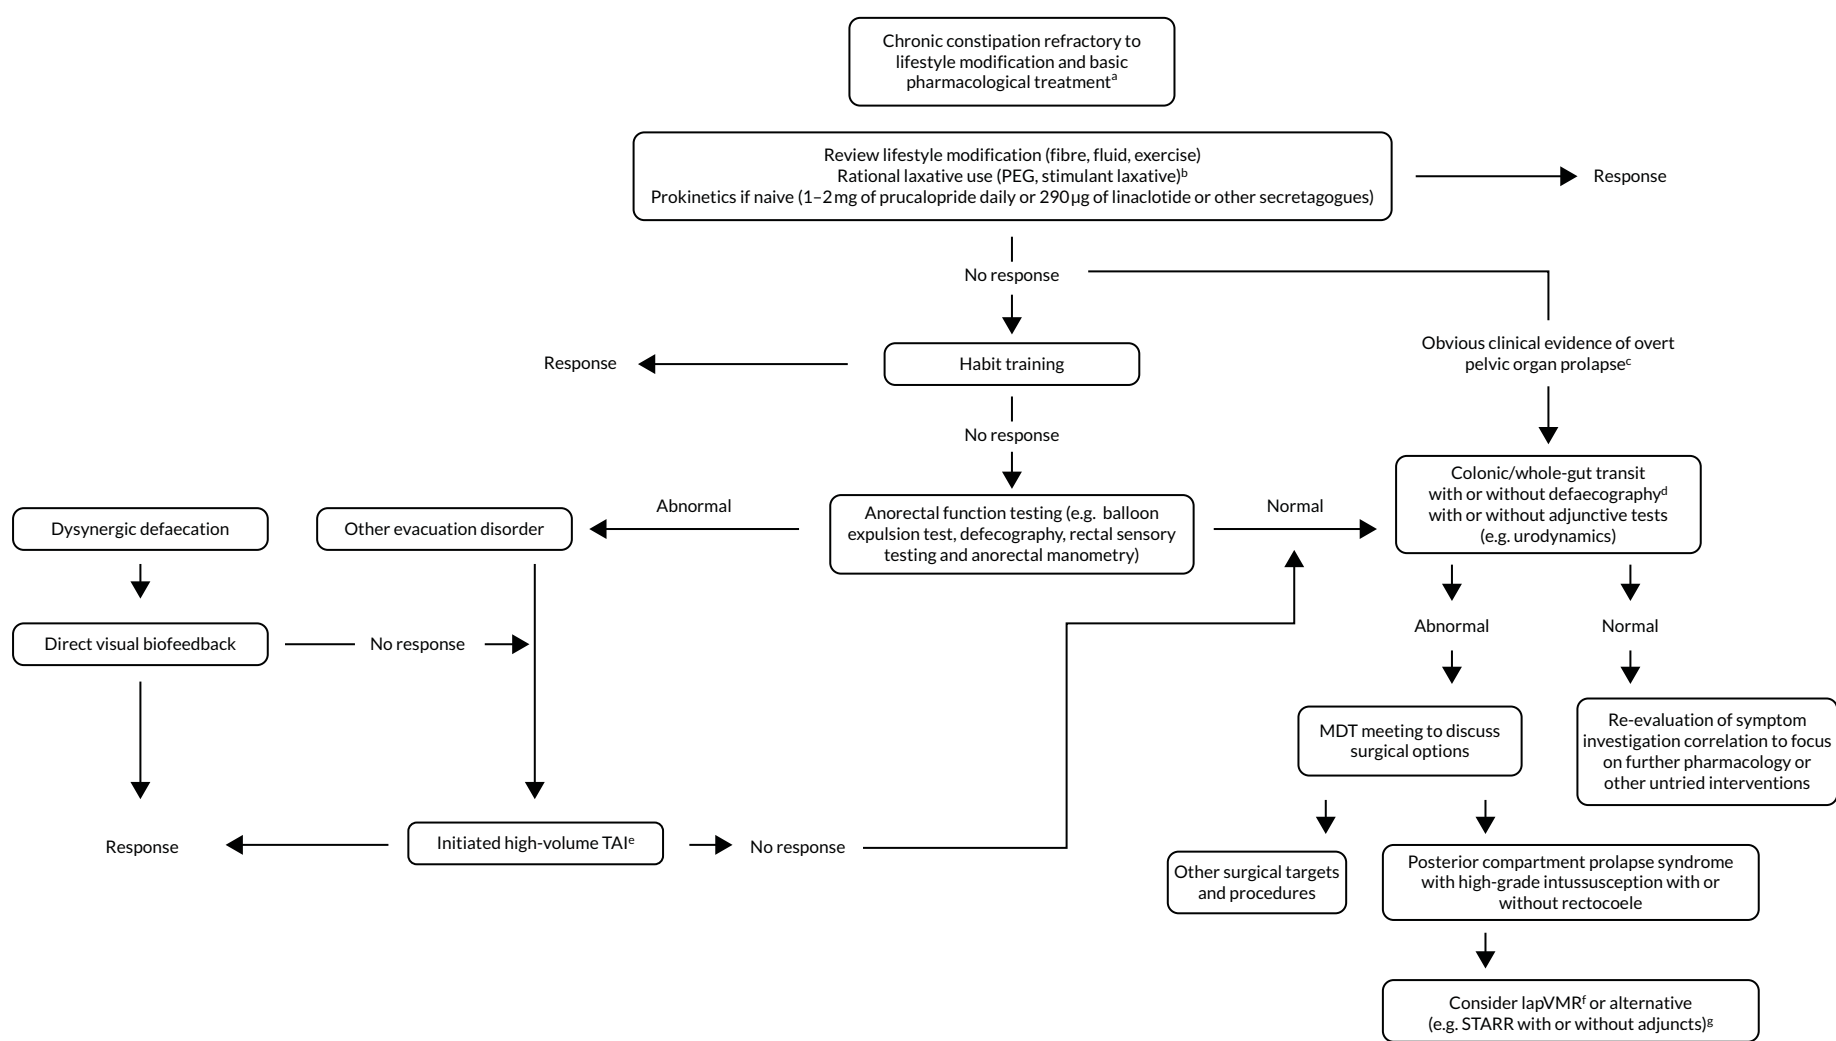 Chronic constipation refractory to
lifestyle modification and basic
pharmacological treatmentᵃ
Review lifestyle modification (fibre, fluid, exercise)
Rational laxative use (PEG, stimulant laxative)ᵇ
Prokinetics if naive (1–2 mg of prucalopride daily or 290 µg of linaclotide or other secretagogues)
Response
No response
Habit training
Response
Obvious clinical evidence of overt
pelvic organ prolapseᶜ
No response
Anorectal function testing (e.g. balloon
expulsion test, defecography, rectal sensory
testing and anorectal manometry)
Abnormal
Normal
Colonic/whole-gut transit
with or without defaecographyᵈ
with or without adjunctive tests
(e.g. urodynamics)
Dysynergic defaecation
Other evacuation disorder
Direct visual biofeedback
No response
Abnormal
Normal
MDT meeting to discuss
surgical options
Re-evaluation of symptom
investigation correlation to focus
on further pharmacology or
other untried interventions
Response
Initiated high-volume TAIᵉ
No response
Other surgical targets
and procedures
Posterior compartment prolapse syndrome
with high-grade intussusception with or
without rectocoele
Consider lapVMRᶠ or alternative
(e.g. STARR with or without adjuncts)ᵍ